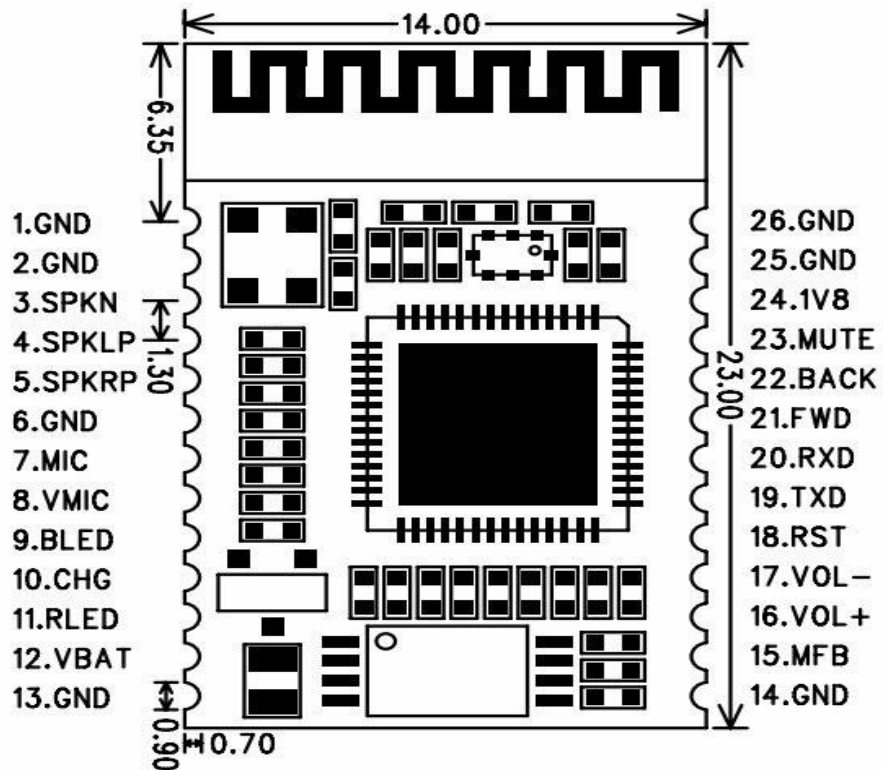 14.00
6.35
1.GND
2.GND
3.SPKN
4.SPKLP
5.SPKRP
6.GND
7.MIC
8.VMIC
9.BLED
10.CHG
11.RLED
12.VBAT
13.GND
1.30
0.90
0.70
23.00
26.GND
25.GND
24.1V8
23.MUTE
22.BACK
21.FWD
20.RXD
19.TXD
18.RST
17.VOL-
16.VOL+
15.MFB
14.GND